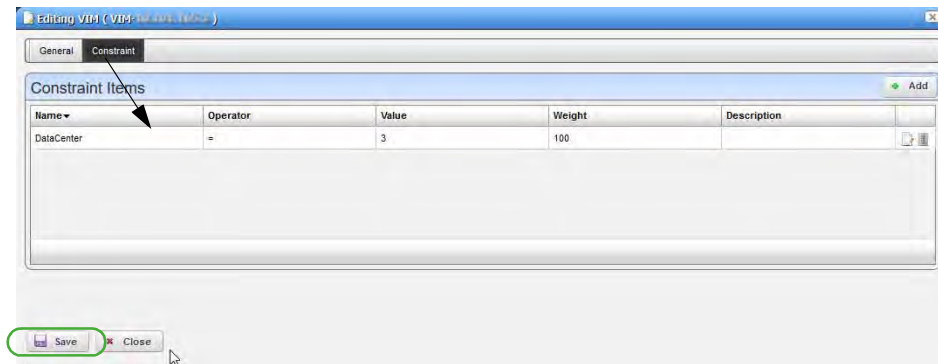 Editing VIM ( VIM- )
General Constraint
Constraint Items
Add
Name Operator Value Weight Description
DataCenter = 3 100
Save Close